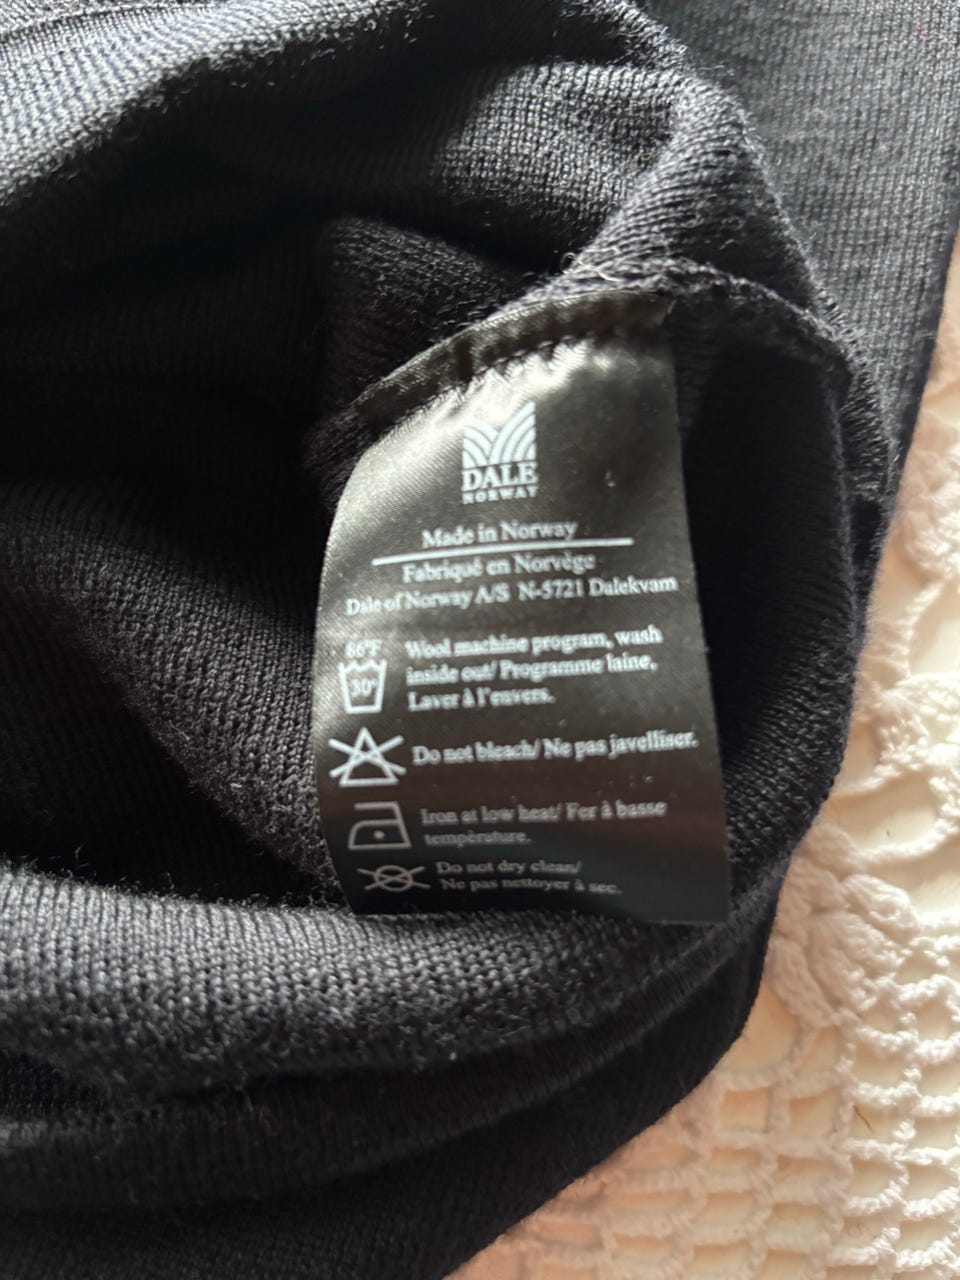 DALE
NORWAY
Made in Norway
Fabriqué en Norvège
Dale of Norway A/S N-5721 Dalekvam
86°F
30°
Wool machine program, wash
inside out/ Programme laine.
Laver à l'envers.
Do not bleach/ Ne pas javelliser.
Iron at low heat/ Fer à basse
température.
Do not dry clean/
Ne pas nettoyer à sec.